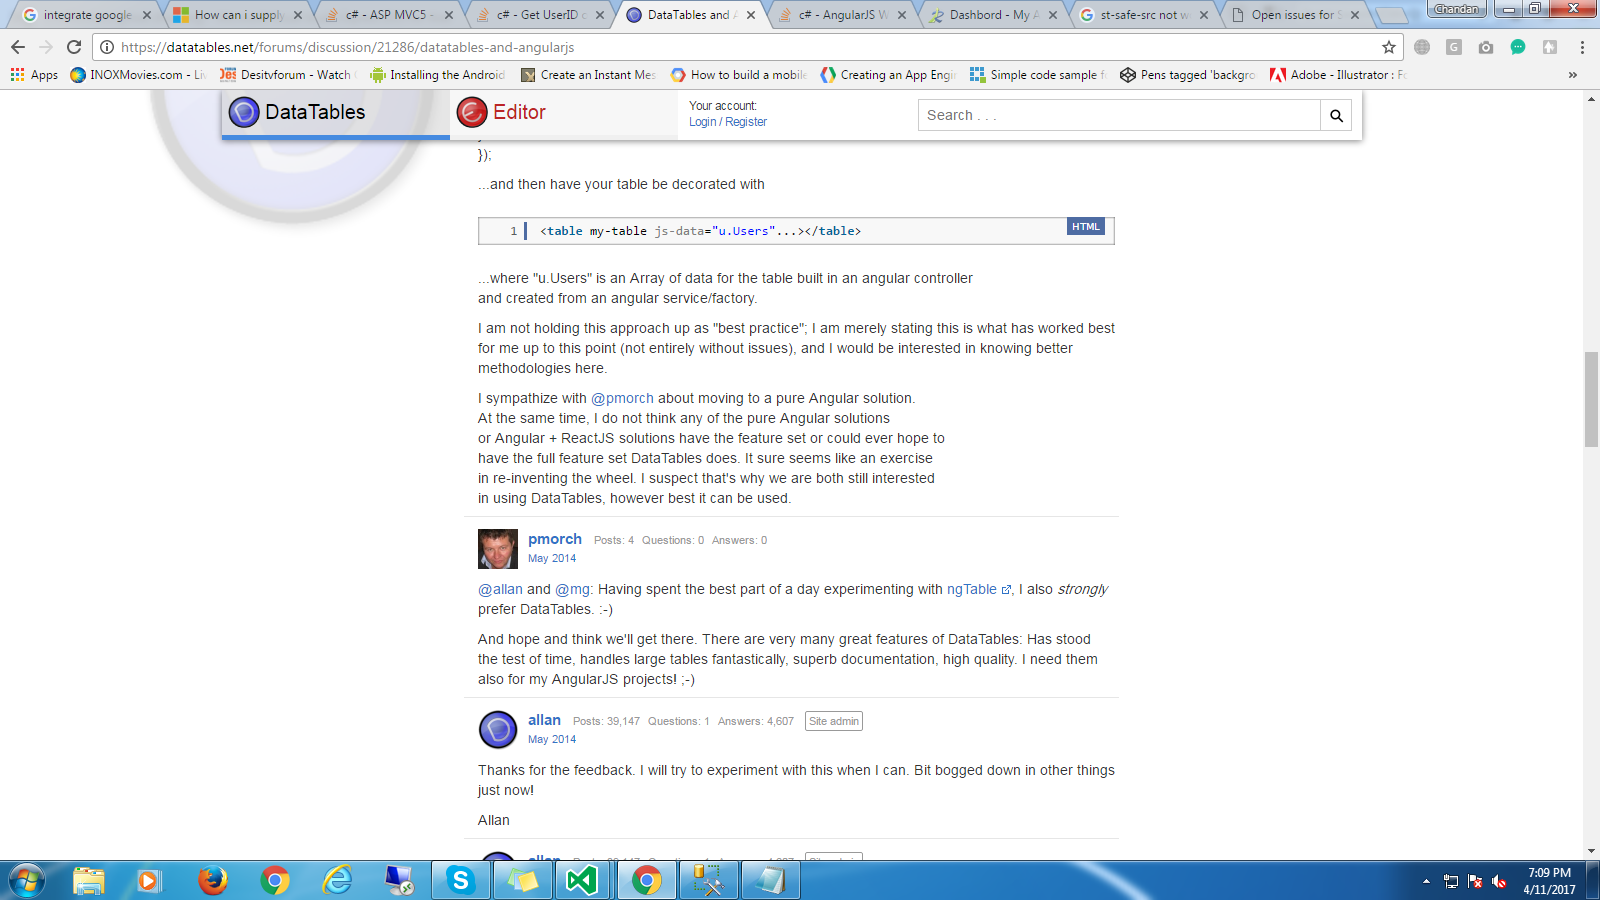 integrate google
How can i supply
c# - ASP MVC5 -
c# - Get UserID
DataTables and A
c# - AngularJS W
Dashbord - My A
st-safe-src not w
Open issues for
Chandan
https://datatables.net/forums/discussion/21286/datatables-and-angularjs
Apps
INOXMovies.com - Liv
Desitvforum - Watch
Installing the Android
Create an Instant Mes
How to build a mobile
Creating an App Engi
Simple code sample f
Pens tagged 'backgro
Adobe - Illustrator : Fo
»
DataTables
Editor
Your account:
Login / Register
Search . . .
});
...and then have your table be decorated with
1 <table my-table js-data="u.Users"...></table>
HTML
...where "u.Users" is an Array of data for the table built in an angular controller
and created from an angular service/factory.
I am not holding this approach up as "best practice"; I am merely stating this is what has worked best
for me up to this point (not entirely without issues), and I would be interested in knowing better
methodologies here.
I sympathize with @pmorch about moving to a pure Angular solution.
At the same time, I do not think any of the pure Angular solutions
or Angular + ReactJS solutions have the feature set or could ever hope to
have the full feature set DataTables does. It sure seems like an exercise
in re-inventing the wheel. I suspect that's why we are both still interested
in using DataTables, however best it can be used.
pmorch Posts: 4 Questions: 0 Answers: 0
May 2014
@allan and @mg: Having spent the best part of a day experimenting with ngTable, I also strongly
prefer DataTables. :-)
And hope and think we'll get there. There are very many great features of DataTables: Has stood
the test of time, handles large tables fantastically, superb documentation, high quality. I need them
also for my AngularJS projects! ;-)
allan Posts: 39,147 Questions: 1 Answers: 4,607 Site admin
May 2014
Thanks for the feedback. I will try to experiment with this when I can. Bit bogged down in other things
just now!
Allan
7:09 PM
4/11/2017